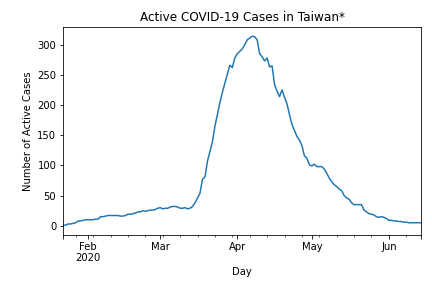 Active COVID-19 Cases in Taiwan*
Number of Active Cases
300
250
200
150
100
50
0
Feb Mar Apr May Jun
2020
Day